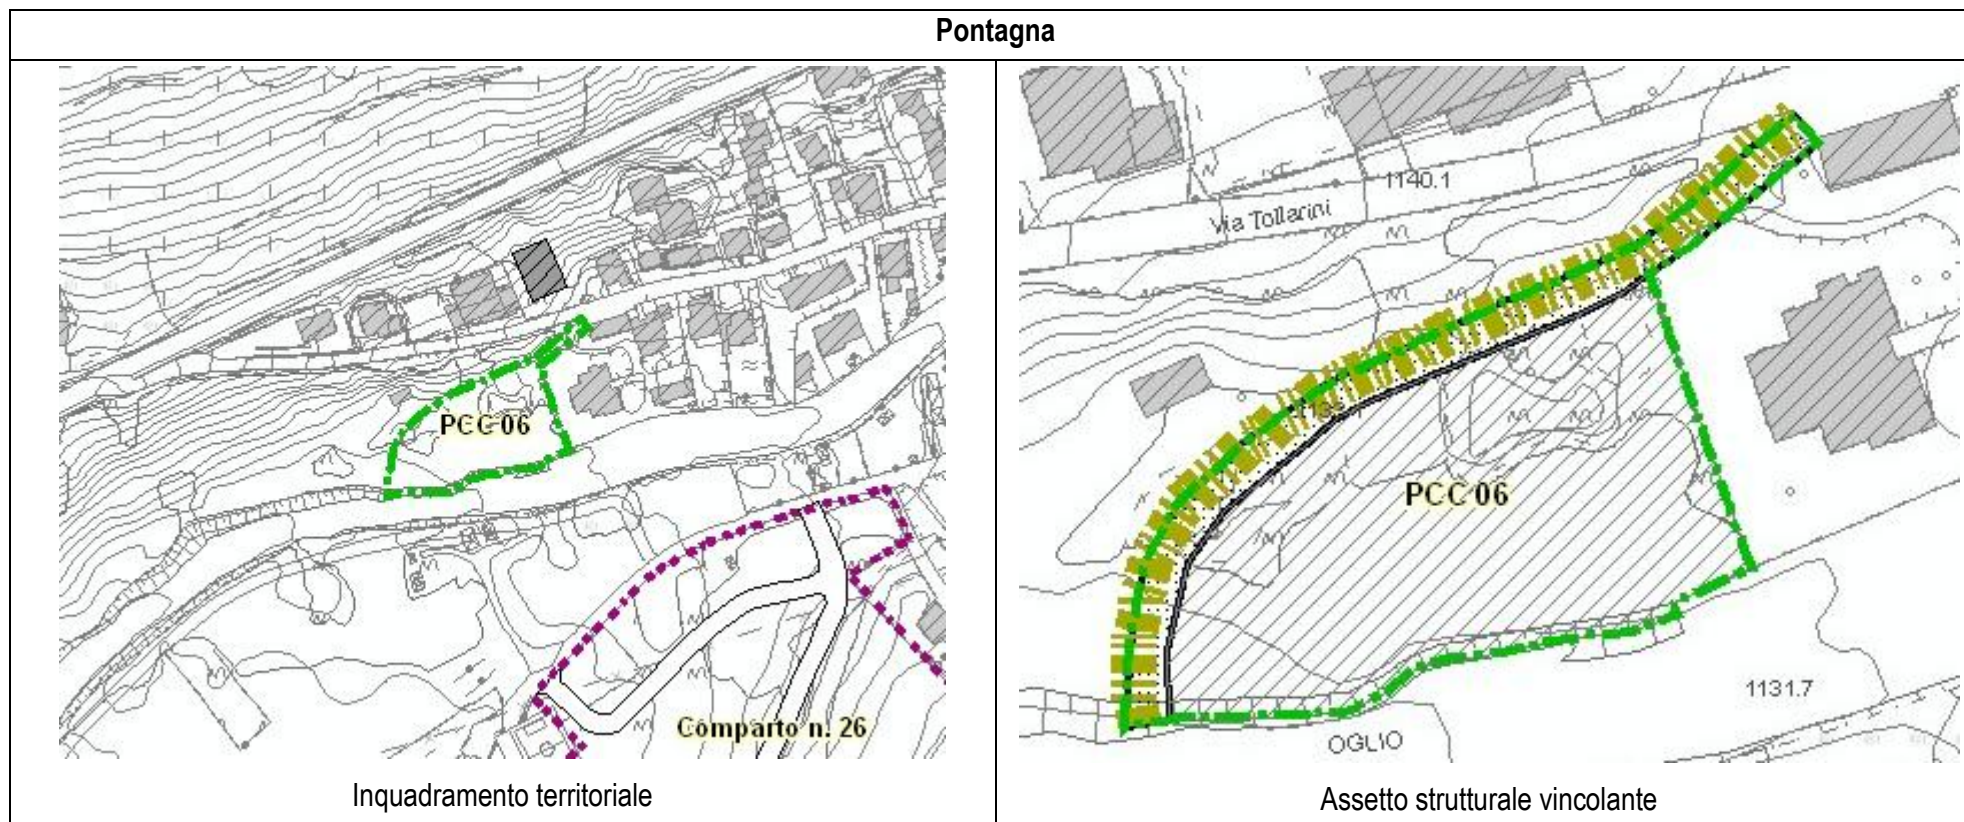 Pontagna
PCC 06
Comparto n. 26
Inquadramento territoriale
1140.1
Via Tollarini
PCC 06
1131.7
OGLIO
Assetto strutturale vincolante